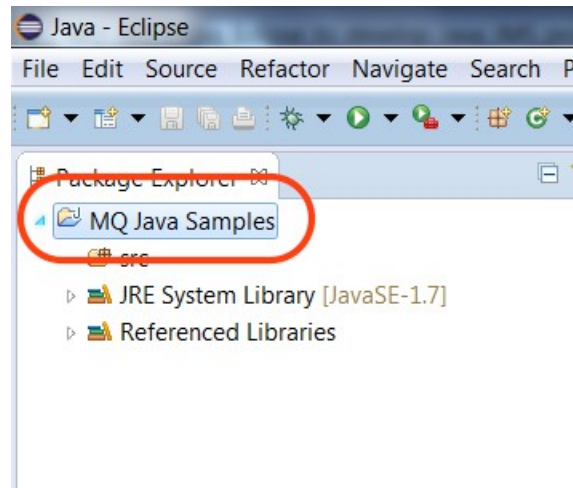 Java - Eclipse
File Edit Source Refactor Navigate Search P
Package Explorer
MQ Java Samples
src
JRE System Library [JavaSE-1.7]
Referenced Libraries